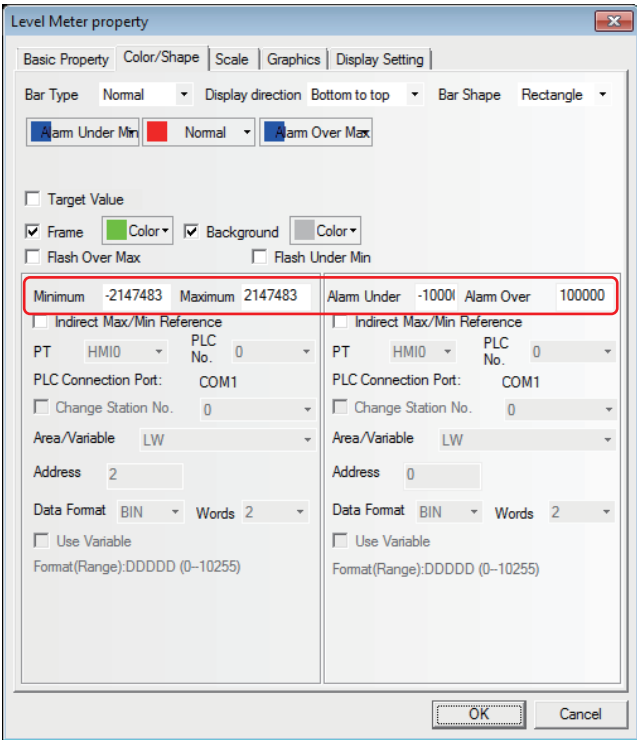 Level Meter property
Basic Property Color/Shape Scale Graphics Display Setting
Bar Type Normal Display direction Bottom to top Bar Shape Rectangle
Alarm Under Min Normal Alarm Over Max
Target Value
Frame Color Background Color
Flash Over Max Flash Under Min
Minimum -2147483 Maximum 2147483 Alarm Under Alarm Over 100000
Indirect Max/Min Reference Indirect Max/Min Reference
PT HMI0 PLC No. 0 PT HMI0 PLC No. 0
PLC Connection Port: COM1 PLC Connection Port: COM1
Change Station No. 0 Change Station No. 0
Area/Variable LW Area/Variable LW
Address 2 Address 0
Data Format BIN Words 2 Data Format BIN Words 2
Use Variable Use Variable
Format(Range):DDDDD (0--10255) Format(Range):DDDDD (0--10255)
OK Cancel